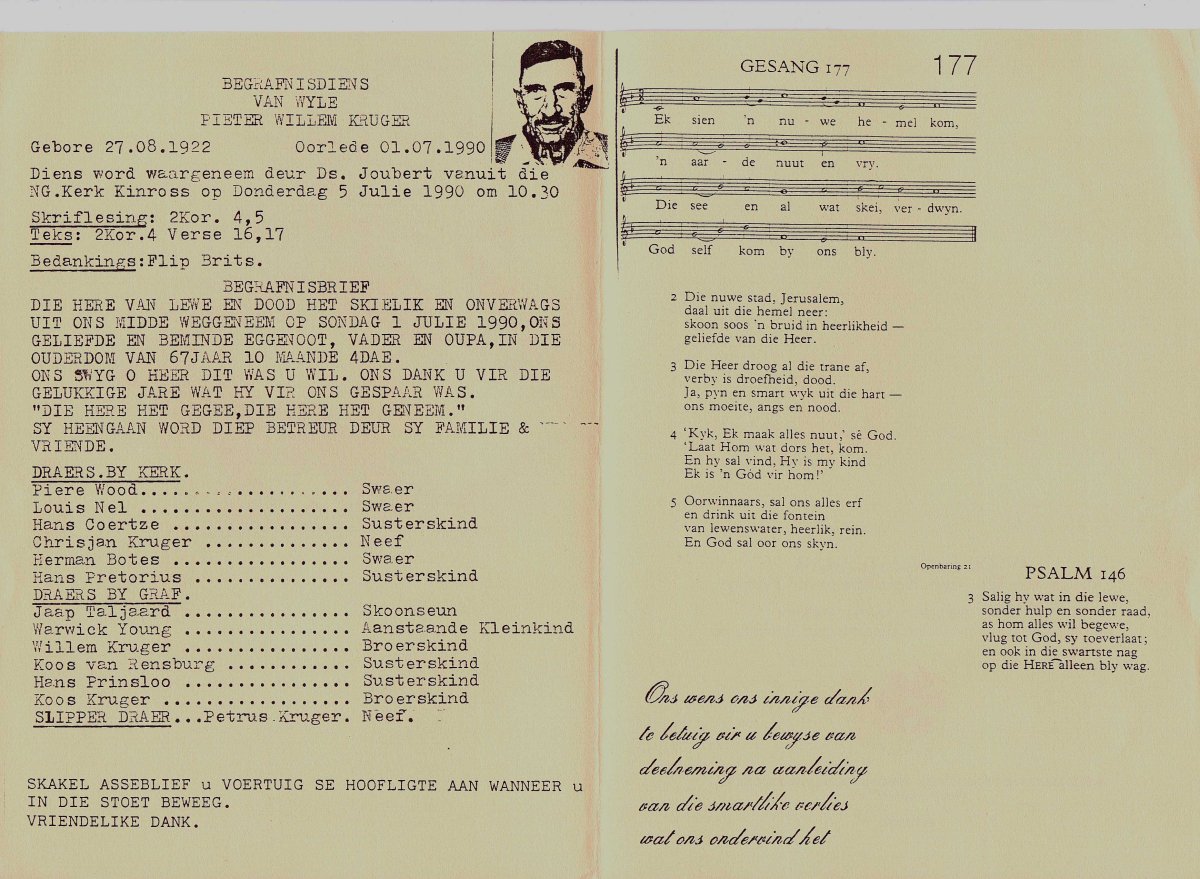 BEGRAFNISDIENS
VAN WYLE
PIETER WILLEM KRUGER
Gebore 27.08.1922 Oorlede 01.07.1990
Diens word waargeneem deur Ds. Joubert vanuit die
NG.Kerk Kinross op Donderdag 5 Julie 1990 om 10.30
Skriflesing: 2Kor. 4,5
Teks: 2Kor.4 Verse 16,17
Bedankings:Flip Brits.
BEGRAFNISBRIEF
DIE HERE VAN LEWE EN DOOD HET SKIELIK EN ONVERWAGS
UIT ONS MIDDE WEGGENEEM OP SONDAG 1 JULIE 1990,ONS
GELIEFDE EN BEMINDE EGGENOOT, VADER EN OUPA,IN DIE
OUDERDOM VAN 67JAAR 10 MAANDE 4DAE.
ONS SWYG O HEER DIT WAS U WIL. ONS DANK U VIR DIE
GELUKKIGE JARE WAT HY VIR ONS GESPAAR WAS.
"DIE HERE HET GEGEE,DIE HERE HET GENEEM."
SY HEENGAAN WORD DIEP BETREUR DEUR SY FAMILIE &
VRIENDE.
DRAERS.BY KERK.
Piere Wood.................... Swaer
Louis Nel .................... Swaer
Hans Coertze ................. Susterskind
Chrisjan Kruger .............. Neef
Herman Botes ................. Swaer
Hans Pretorius ............... Susterskind
DRAERS BY GRAF.
Jaap Taljaard ................ Skoonseun
Warwick Young ................ Aanstaande Kleinkind
Willem Kruger ................ Broerskind
Koos van Rensburg ............ Susterskind
Hans Prinsloo ................ Susterskind
Koos Kruger .................. Broerskind
SLIPPER DRAER...Petrus Kruger. Neef.
SKAKEL ASSEBLIEF u VOERTUIG SE HOOFLIGTE AAN WANNEER u
IN DIE STOET BEWEEG.
VRIENDELIKE DANK.
GESANG 177 177
Ek sien 'n nu - we he - mel kom,
'n aar - de nuut en vry.
Die see en al wat skei, ver - dwyn.
God self kom by ons bly.
2 Die nuwe stad, Jerusalem,
daal uit die hemel neer:
skoon soos 'n bruid in heerlikheid —
geliefde van die Heer.
3 Die Heer droog al die trane af,
verby is droefheid, dood.
Ja, pyn en smart wyk uit die hart —
ons moeite, angs en nood.
4 'Kyk, Ek maak alles nuut,' sê God.
'Laat Hom wat dors het, kom.
En hy sal vind, Hy is my kind
Ek is 'n Gód vir hom!'
5 Oorwinnaars, sal ons alles erf
en drink uit die fontein
van lewenswater, heerlik, rein.
En God sal oor ons skyn.
Openbaring 21
PSALM 146
3 Salig hy wat in die lewe,
sonder hulp en sonder raad,
as hom alles wil begewe,
vlug tot God, sy toeverlaat;
en ook in die swartste nag
op die HERE alleen bly wag.
Ons wens ons innige dank
te betuig vir u bewyse van
deelneming na aanleiding
van die smartlike verlies
wat ons ondervind het